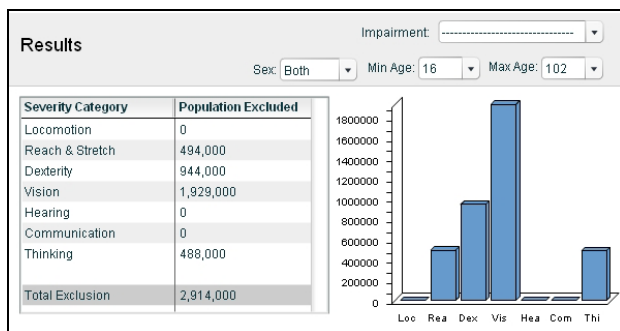 Results
Impairment: --------------------------------
Sex: Both Min Age: 16 Max Age: 102
Severity Category Population Excluded
Locomotion 0
Reach & Stretch 494,000
Dexterity 944,000
Vision 1,929,000
Hearing 0
Communication 0
Thinking 488,000
Total Exclusion 2,914,000
1800000
1600000
1400000
1200000
1000000
800000
600000
400000
200000
0
Loc Rea Dex Vis Hea Com Thi